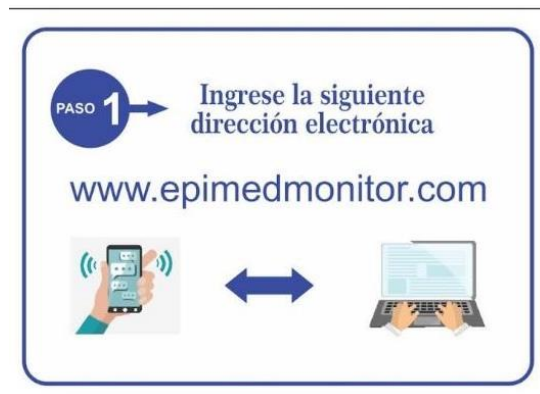 PASO 1
Ingrese la siguiente
dirección electrónica
www.epimedmonitor.com